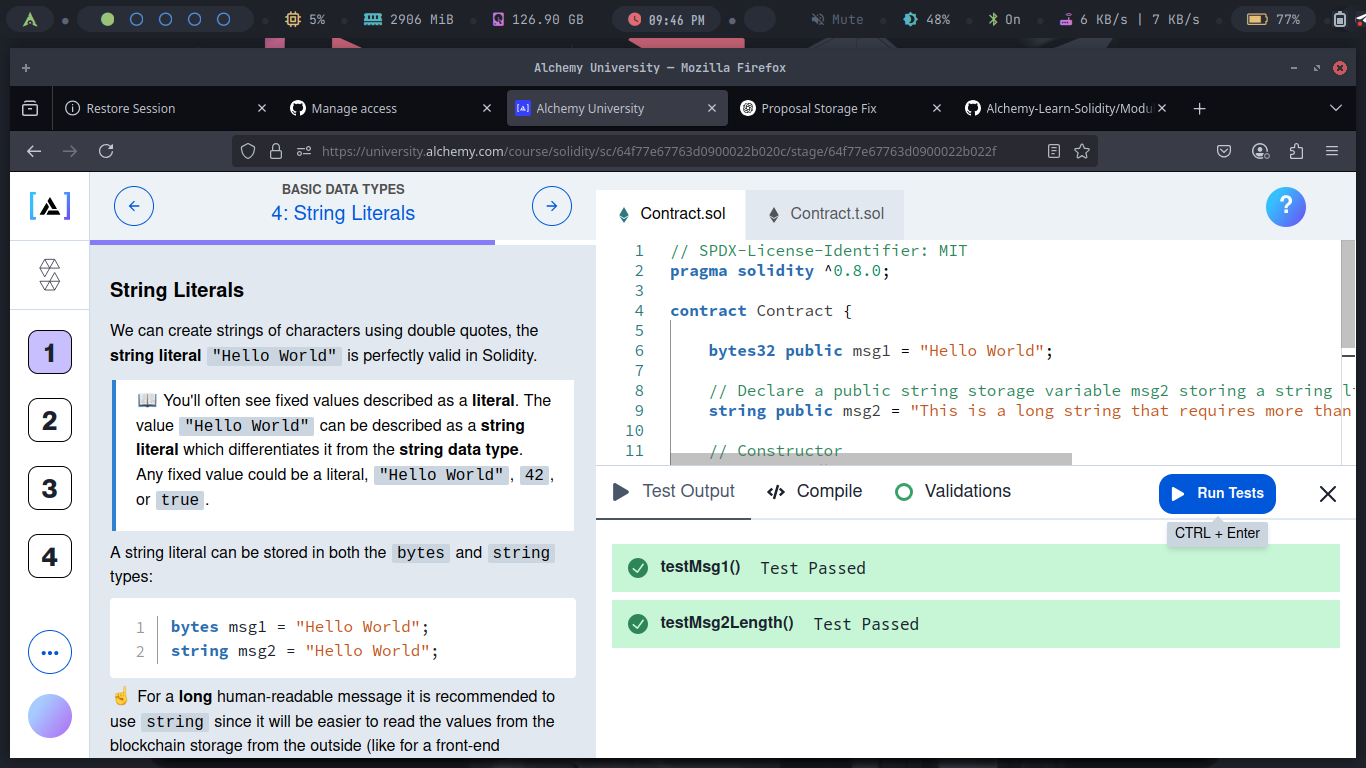 5%
2906 MiB
126.90 GB
09:46 PM
Mute
48%
On
6 KB/s | 7 KB/s
77%
Alchemy University — Mozilla Firefox
Restore Session
Manage access
Alchemy University
Proposal Storage Fix
Alchemy-Learn-Solidity/Modu
https://university.alchemy.com/course/solidity/sc/64f77e67763d0900022b020c/stage/64f77e67763d0900022b022f
BASIC DATA TYPES
4: String Literals
1
2
3
4
String Literals
We can create strings of characters using double quotes, the
string literal "Hello World" is perfectly valid in Solidity.
📖 You'll often see fixed values described as a literal. The
value "Hello World" can be described as a string
literal which differentiates it from the string data type.
Any fixed value could be a literal, "Hello World", 42,
or true.
A string literal can be stored in both the bytes and string
types:
1 bytes msg1 = "Hello World";
2 string msg2 = "Hello World";
☝ For a long human-readable message it is recommended to
use string since it will be easier to read the values from the
blockchain storage from the outside (like for a front-end
Contract.sol
Contract.t.sol
?
1 // SPDX-License-Identifier: MIT
2 pragma solidity ^0.8.0;
3
4 contract Contract {
5
6 bytes32 public msg1 = "Hello World";
7
8 // Declare a public string storage variable msg2 storing a string l
9 string public msg2 = "This is a long string that requires more than
10
11 // Constructor
Test Output
Compile
Validations
Run Tests
CTRL + Enter
testMsg1() Test Passed
testMsg2Length() Test Passed